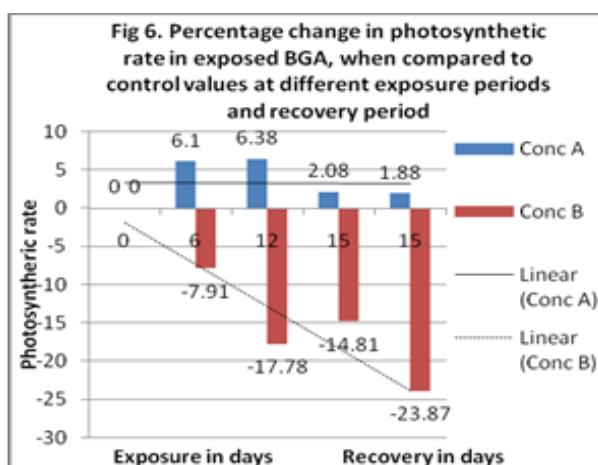 Fig 6. Percentage change in photosynthetic
rate in exposed BGA, when compared to
control values at different exposure periods
and recovery period
10
5
0
-5
-10
-15
-20
-25
-30
Photosyntheric rate
0 0
6.1
6.38
2.08
1.88
0 6 12 15 15
-7.91
-17.78
-14.81
-23.87
Conc A
Conc B
Linear
(Conc A)
Linear
(Conc B)
Exposure in days Recovery in days